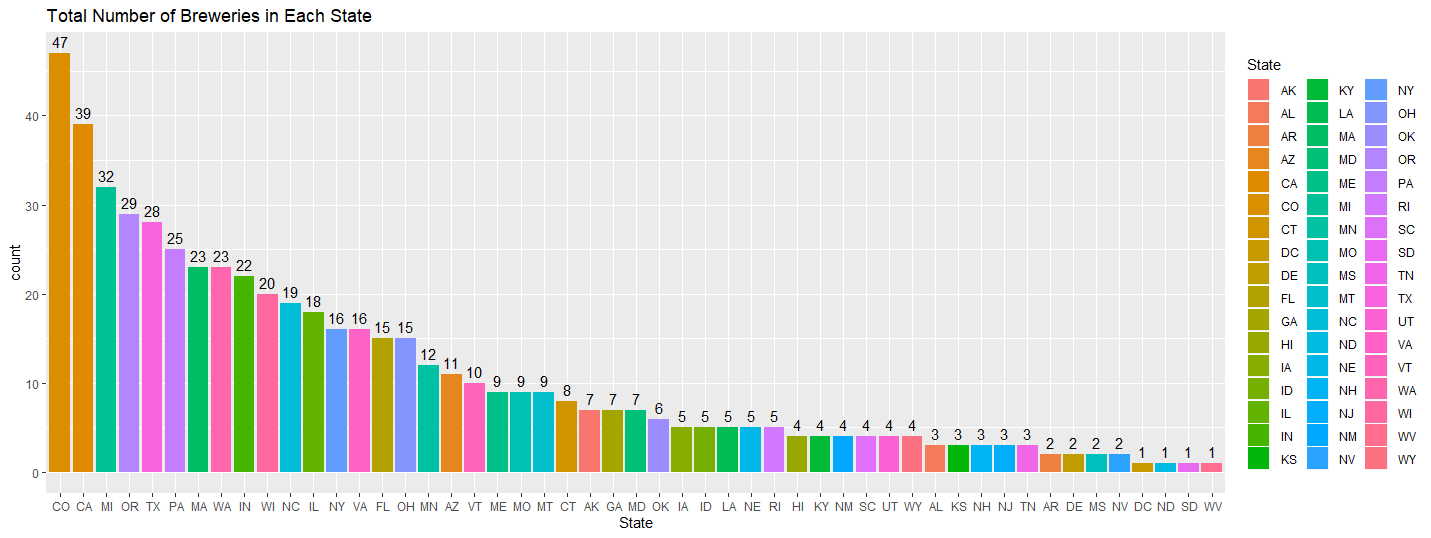 Total Number of Breweries in Each State
47
39
32
29
28
25
23 23
22
20
19
18
16 16
15 15
12
11
10
9 9 9
8
7 7 7
6
5 5 5 5 5
4 4 4 4 4 4
3 3 3 3 3
2 2 2 2
1 1 1 1
40
30
20
10
0
count
CO CA MI OR TX PA MA WA IN WI NC IL NY VA FL OH MN AZ VT ME MO MT CT AK GA MD OK IA ID LA NE RI HI KY NM SC UT WY AL KS NH NJ TN AR DE MS NV DC ND SD WV
State
State
AK KY NY
AL LA OH
AR MA OK
AZ MD OR
CA ME PA
CO MI RI
CT MN SC
DC MO SD
DE MS TN
FL MT TX
GA NC UT
HI ND VA
IA NE VT
ID NH WA
IL NJ WI
IN NM WV
KS NV WY